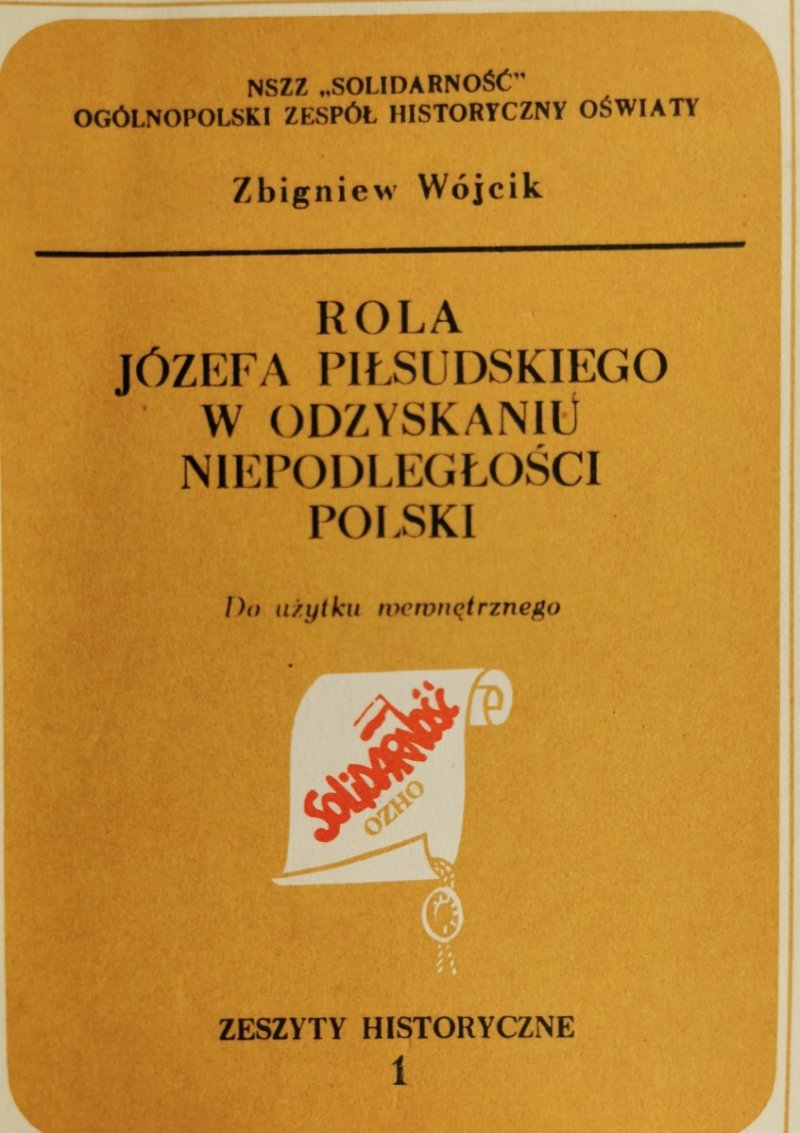 NSZZ „SOLIDARNOŚĆ”
OGÓLNOPOLSKI ZESPÓŁ HISTORYCZNY OŚWIATY
Zbigniew Wójcik
ROLA
JÓZEFA PIŁSUDSKIEGO
W ODZYSKANIU
NIEPODLEGŁOŚCI
POLSKI
Do użytku wewnętrznego
SOLIDARNOŚĆ
OZHO
ZESZYTY HISTORYCZNE
1